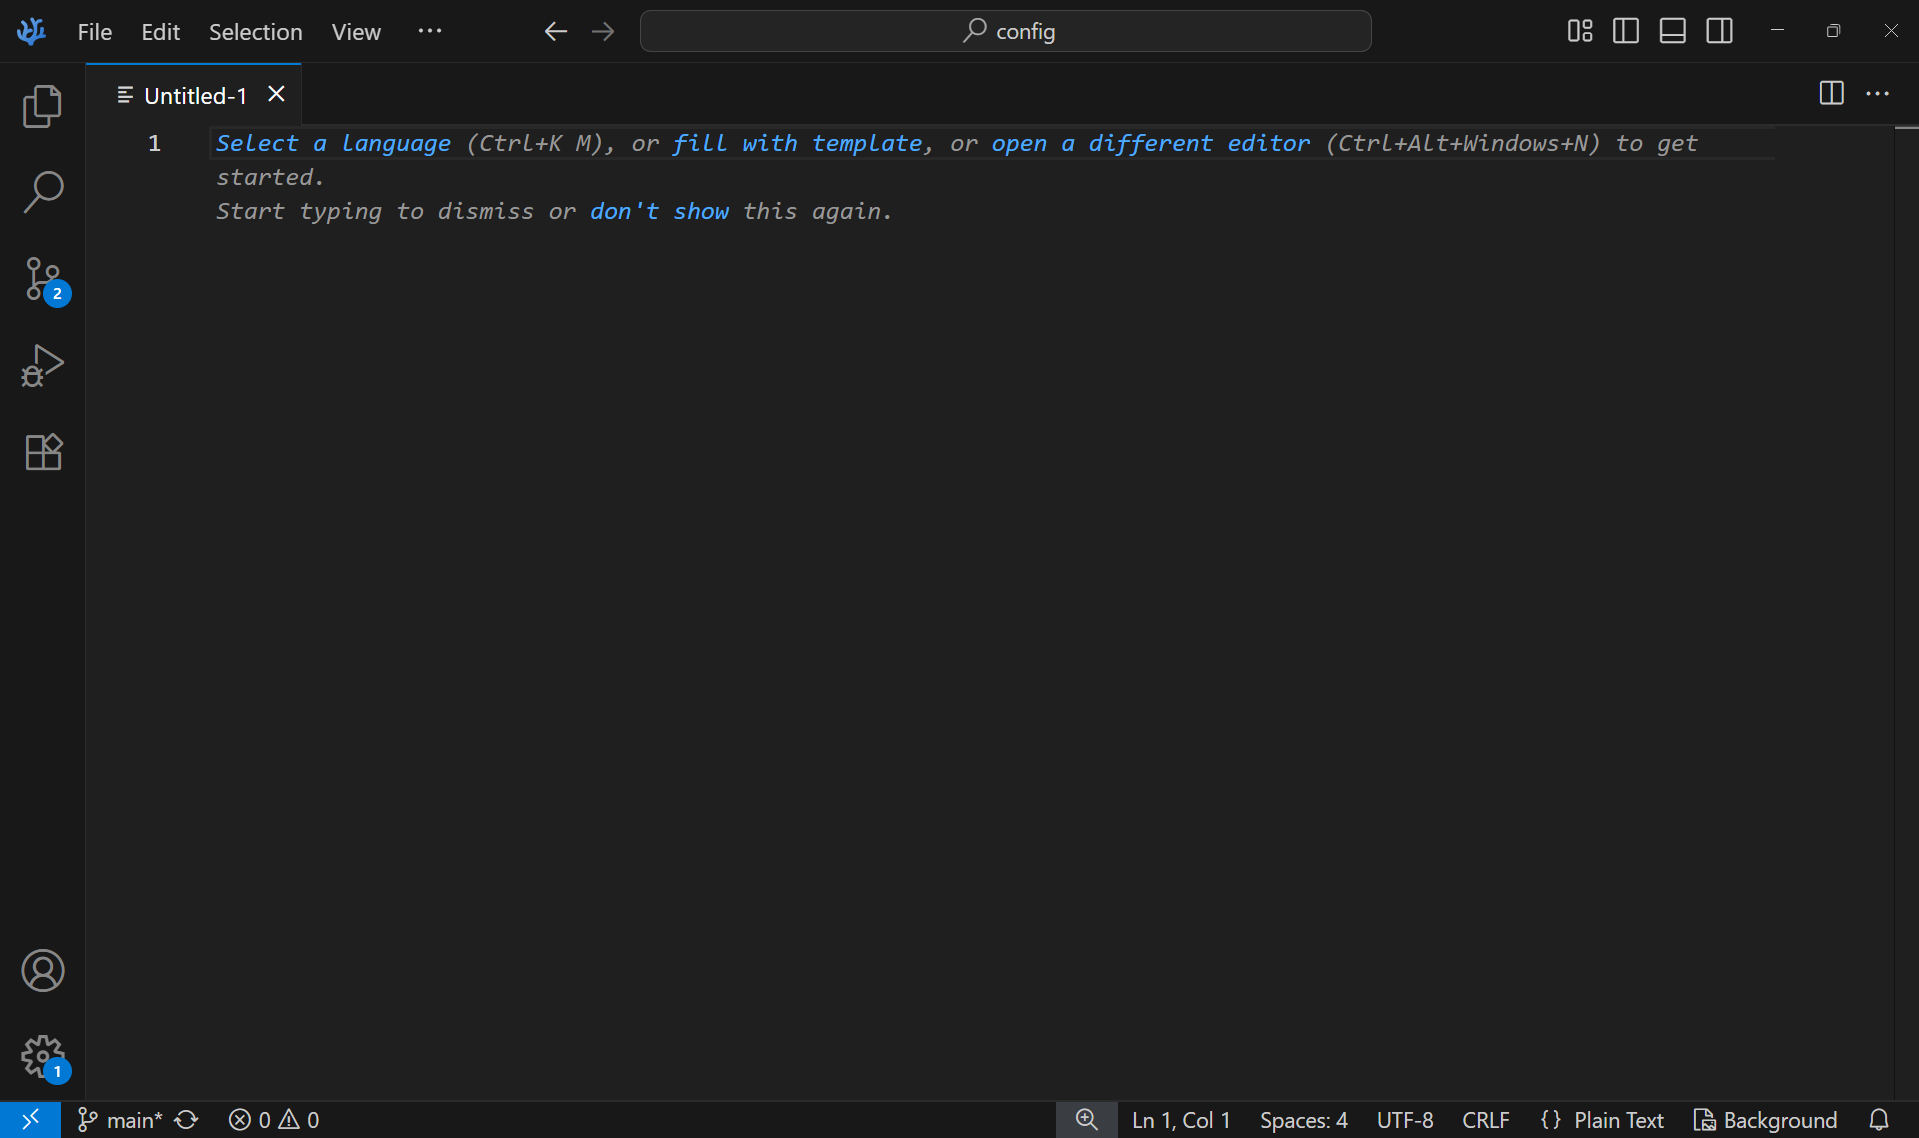 File Edit Selection View
config
Untitled-1
1
Select a language (Ctrl+K M), or fill with template, or open a different editor (Ctrl+Alt+Windows+N) to get
started.
Start typing to dismiss or don't show this again.
2
1
main* 0 0 Ln 1, Col 1 Spaces: 4 UTF-8 CRLF {} Plain Text Background